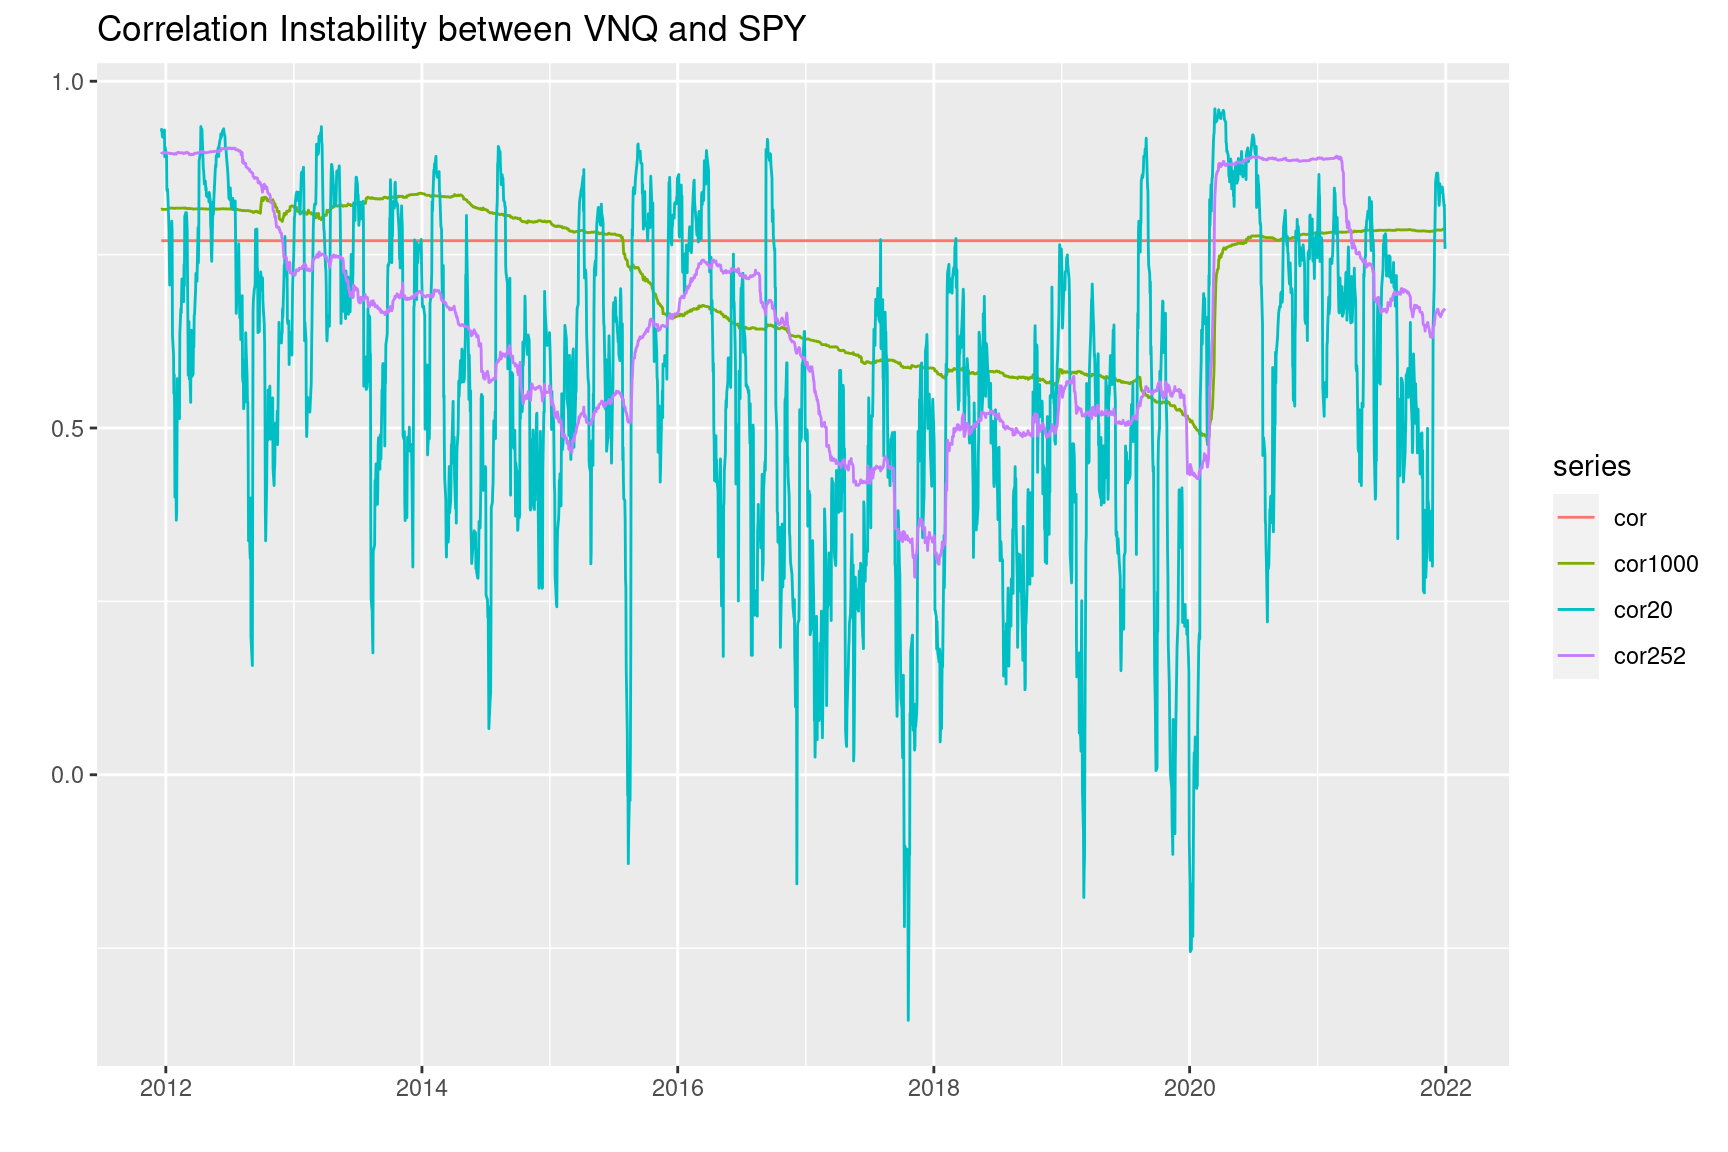 Correlation Instability between VNQ and SPY
1.0
0.5
0.0
2012 2014 2016 2018 2020 2022
series
cor
cor1000
cor20
cor252